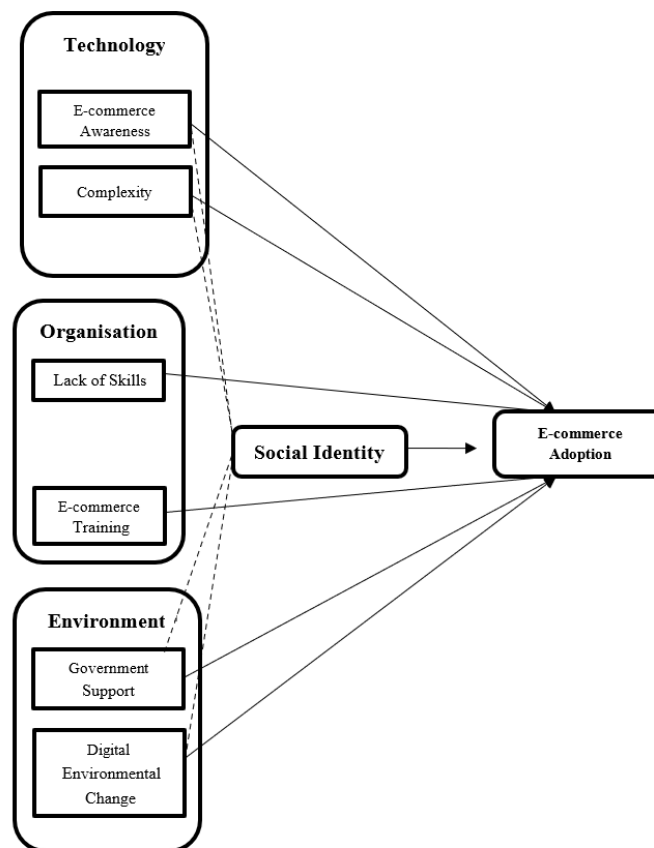 Technology
E-commerce
Awareness
Complexity
Organisation
Lack of Skills
E-commerce
Training
Social Identity
E-commerce
Adoption
Environment
Government
Support
Digital
Environmental
Change